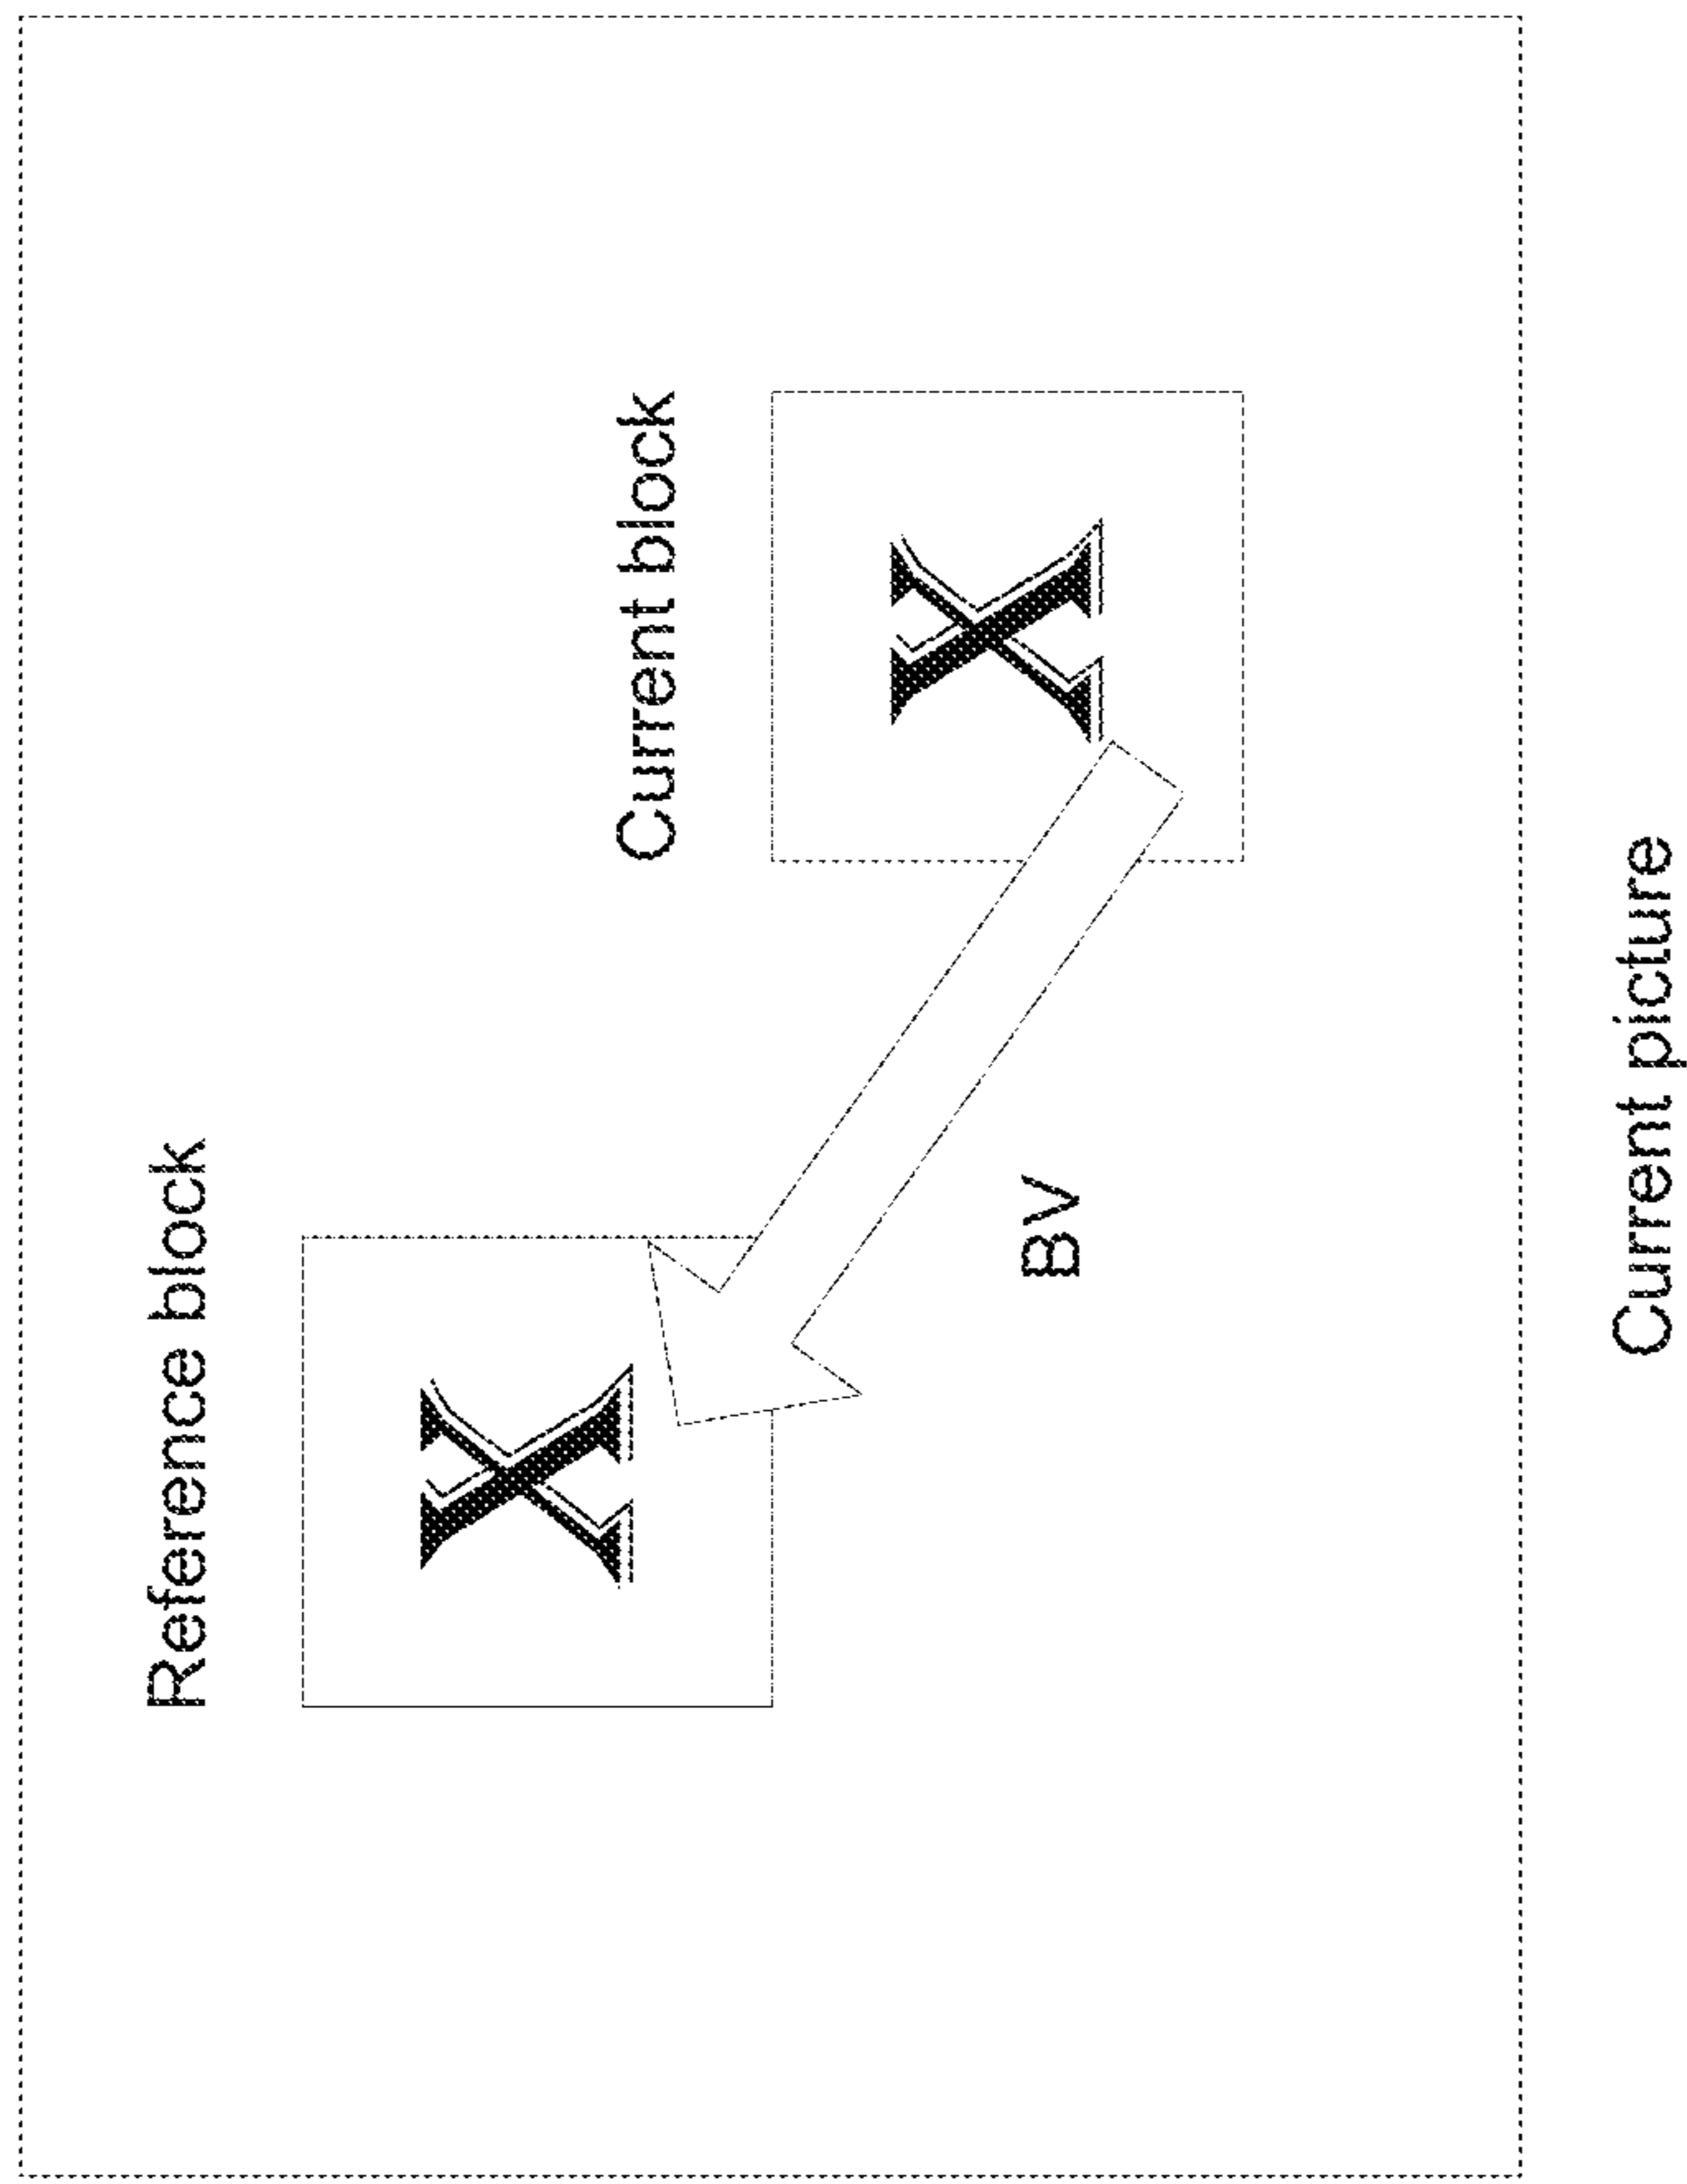 Reference block
X
Current block
X
BV
Current picture